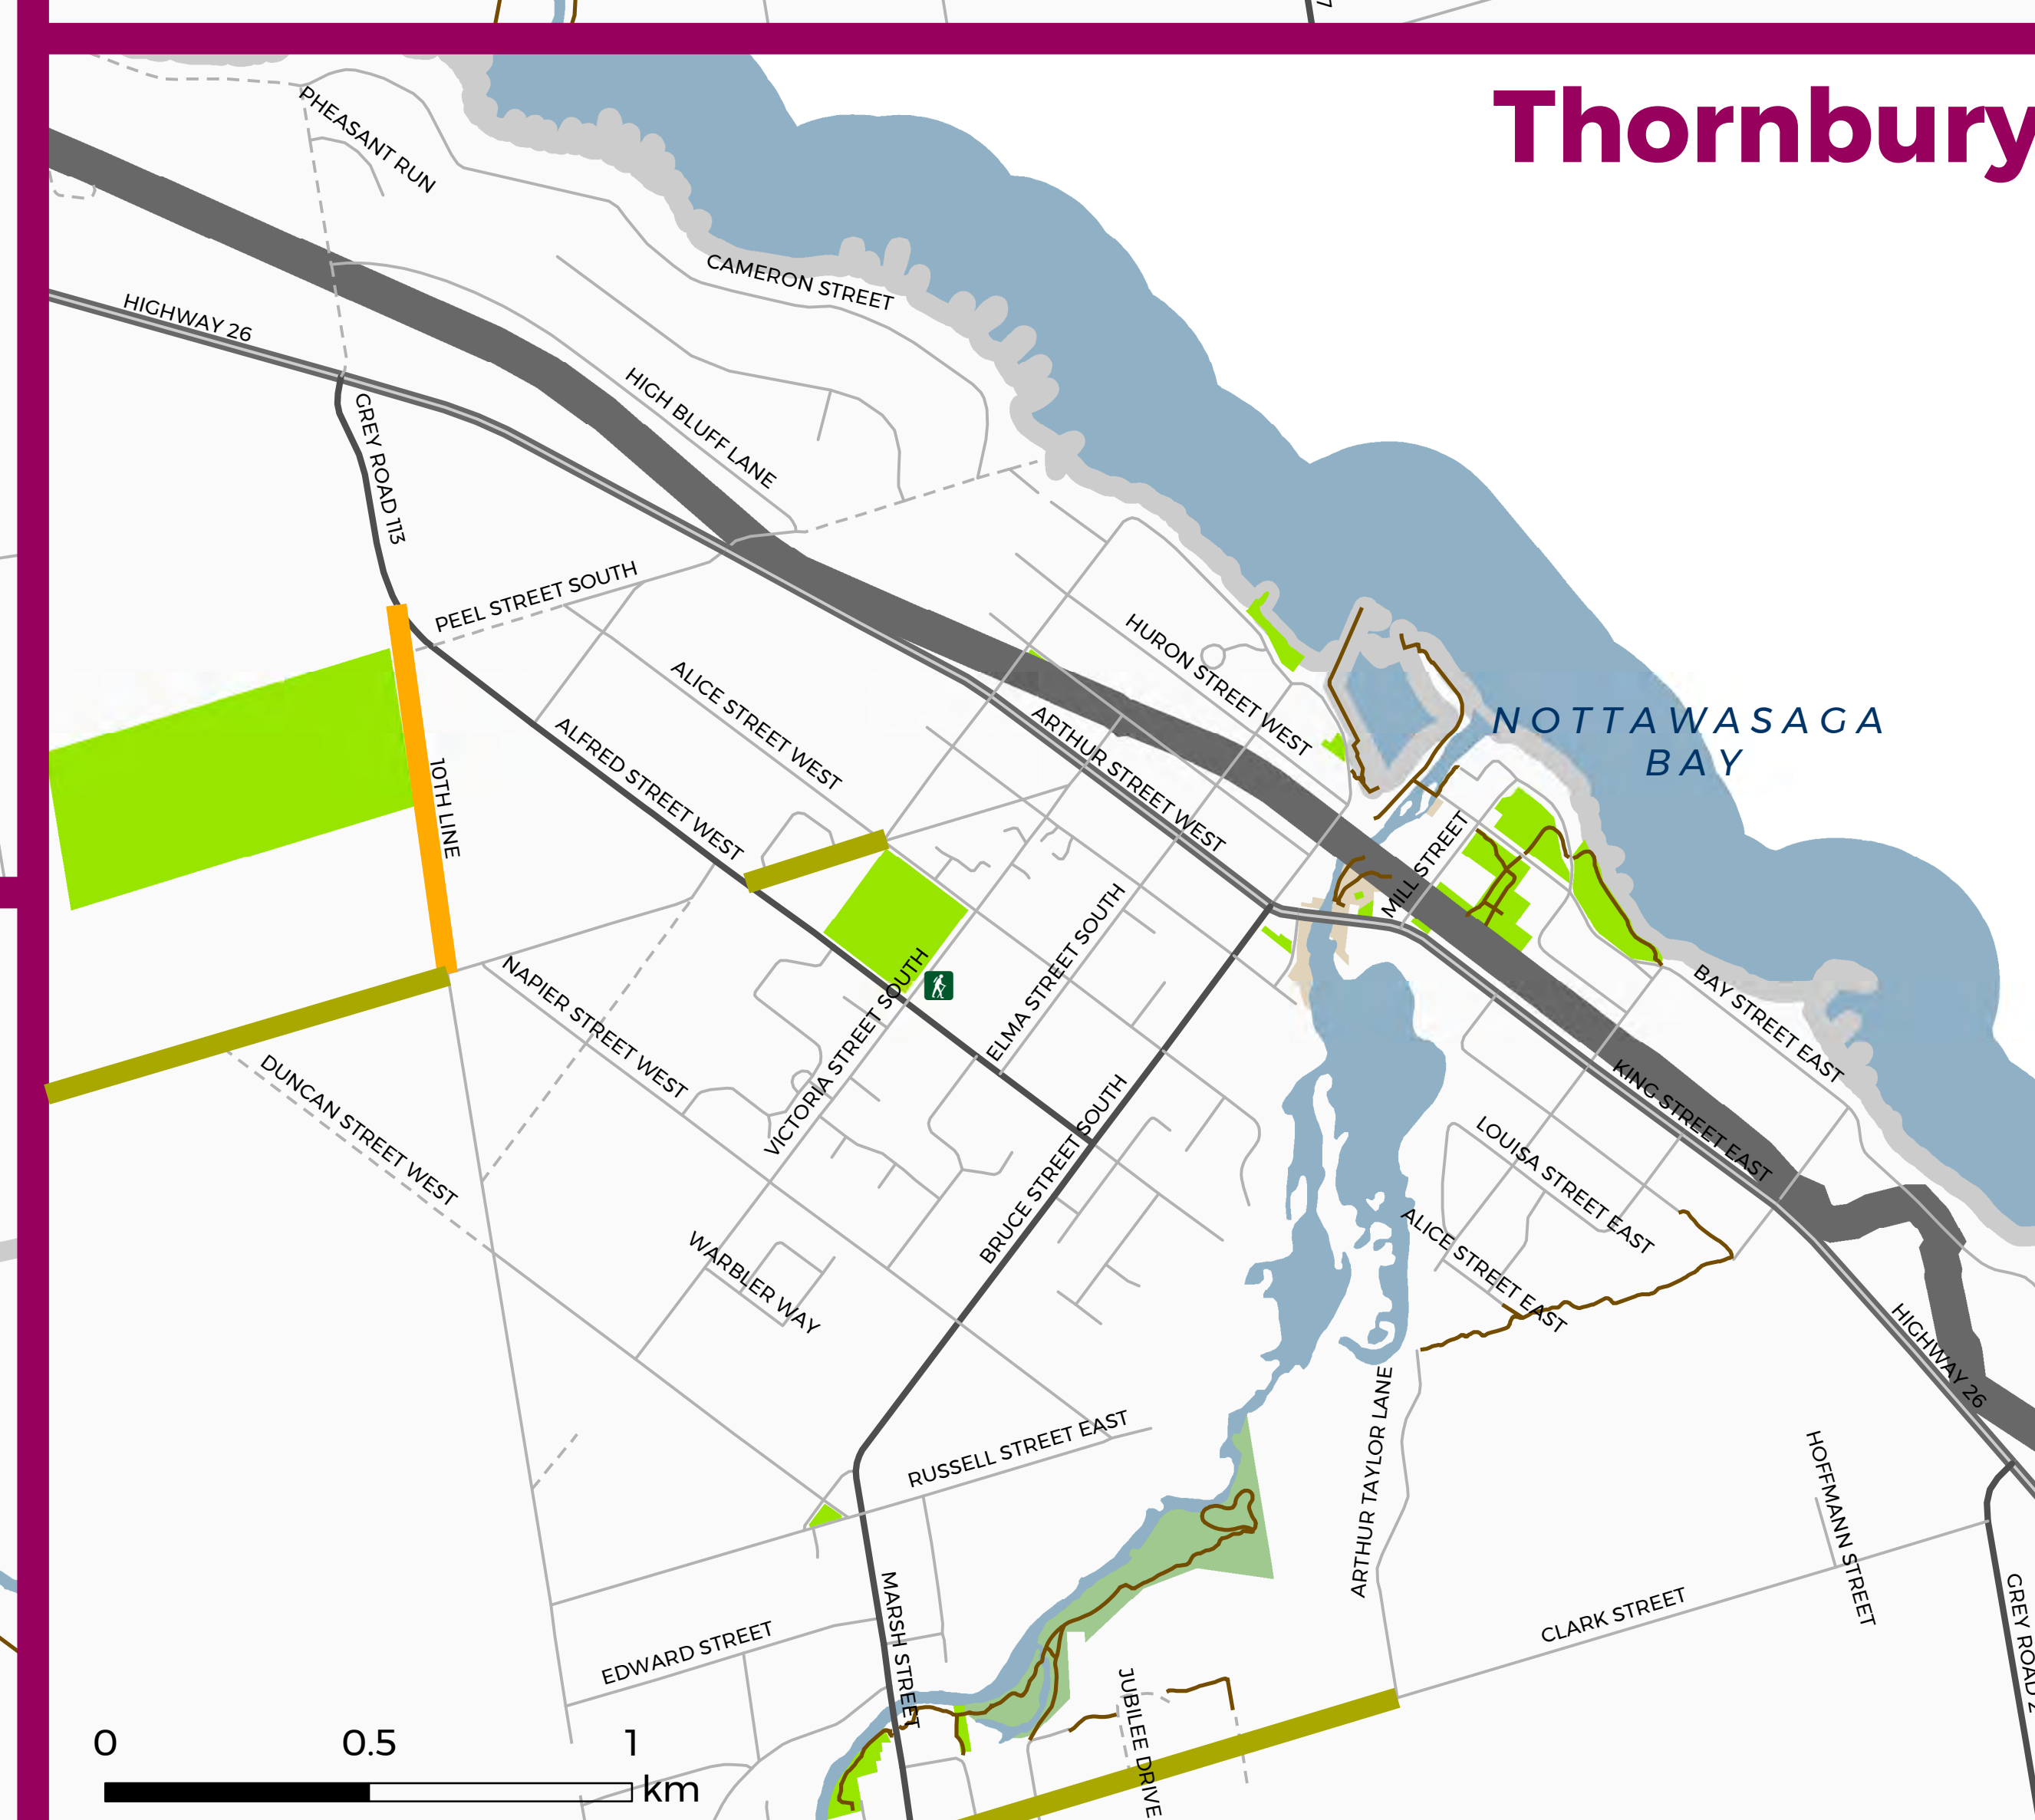 Thornbury
PHEASANT RUN
CAMERON STREET
HIGHWAY 26
HIGH BLUFF LANE
GREY ROAD 113
PEEL STREET SOUTH
HURON STREET WEST
NOTTAWASAGA
BAY
ALICE STREET WEST
ARTHUR STREET WEST
ALFRED STREET WEST
10TH LINE
MILL STREET
ELMA STREET SOUTH
NAPIER STREET WEST
VICTORIA STREET SOUTH
BAY STREET EAST
DUNCAN STREET WEST
KING STREET EAST
BRUCE STREET SOUTH
LOUISA STREET EAST
ALICE STREET EAST
WARBLER WAY
HIGHWAY 26
ARTHUR TAYLOR LANE
RUSSELL STREET EAST
HOFFMANN STREET
MARSH STREET
CLARK STREET
GREY ROAD 2
EDWARD STREET
JUBILEE DRIVE
0 0.5 1
km